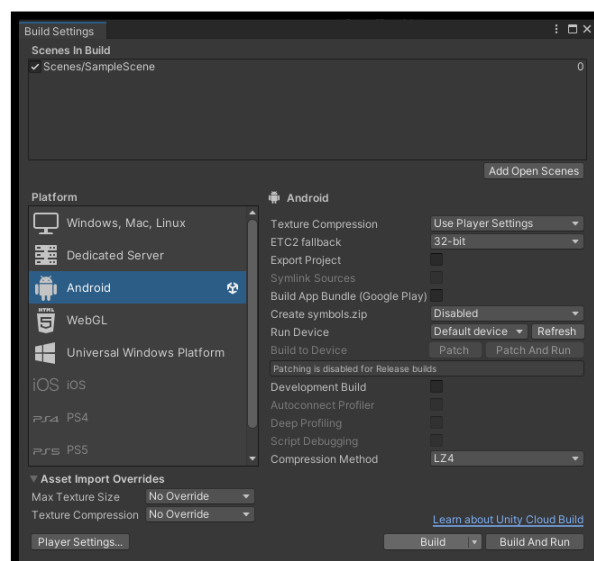 Build Settings
Scenes In Build
Scenes/SampleScene 0
Add Open Scenes
Platform
Windows, Mac, Linux
Dedicated Server
Android
HTML 5 WebGL
Universal Windows Platform
iOS iOS
PS4 PS4
PS5 PS5
Android
Texture Compression Use Player Settings
ETC2 fallback 32-bit
Export Project
Symlink Sources
Build App Bundle (Google Play)
Create symbols.zip Disabled
Run Device Default device Refresh
Build to Device Patch Patch And Run
Patching is disabled for Release builds
Development Build
Autoconnect Profiler
Deep Profiling
Script Debugging
Compression Method LZ4
Asset Import Overrides
Max Texture Size No Override
Texture Compression No Override
Learn about Unity Cloud Build
Player Settings... Build Build And Run